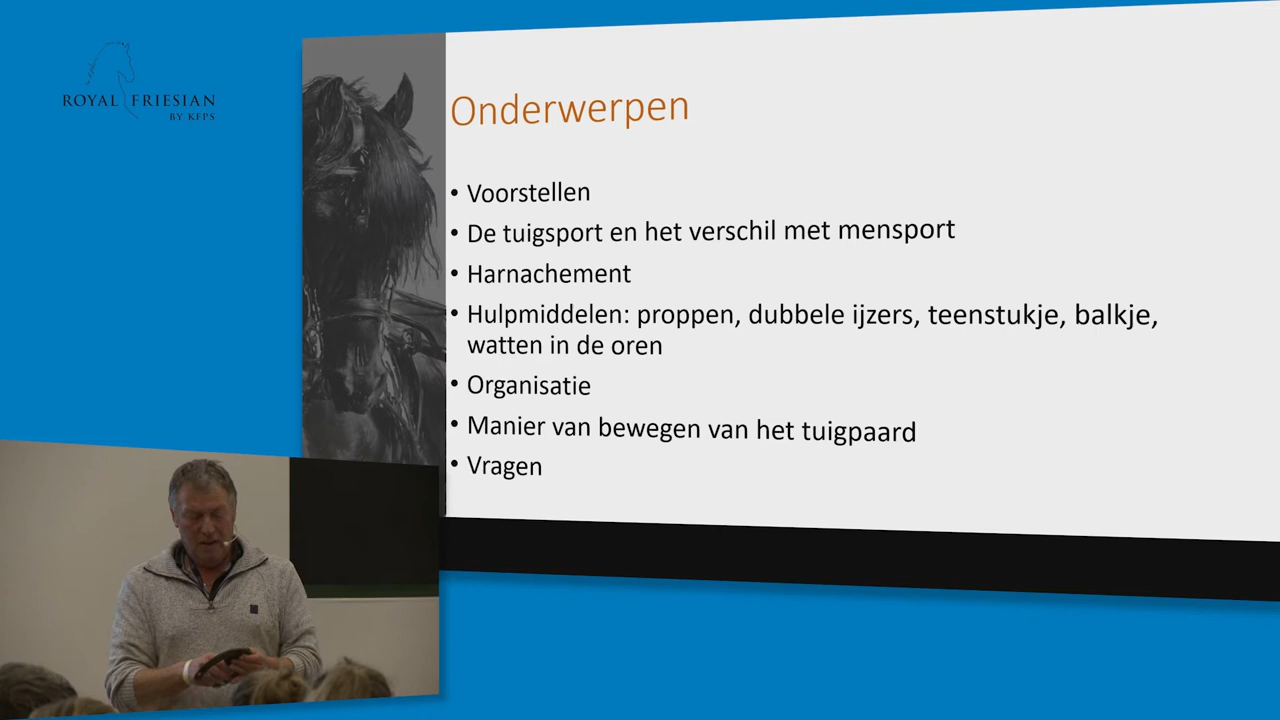 ROYAL FRIESIAN
BY KFPS
Onderwerpen
• Voorstellen
• De tuigsport en het verschil met mensport
• Harnachement
• Hulpmiddelen: proppen, dubbele ijzers, teenstukje, balkje,
watten in de oren
• Organisatie
• Manier van bewegen van het tuigpaard
• Vragen